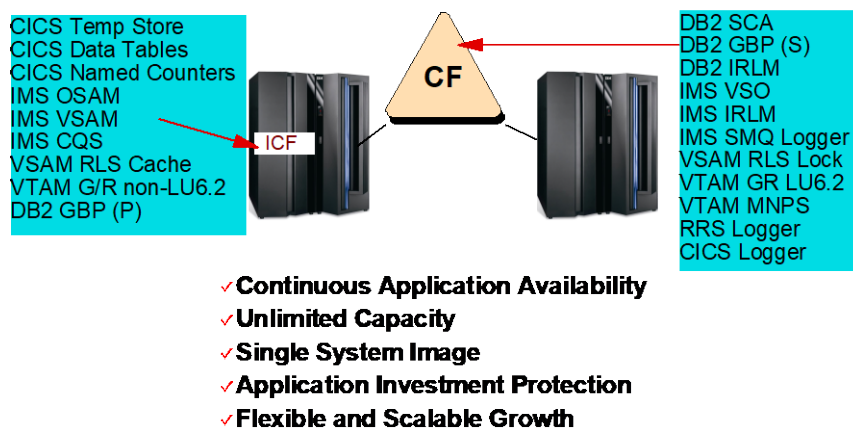 CICS Temp Store
CICS Data Tables
CICS Named Counters
IMS OSAM
IMS VSAM
IMS CQS
VSAM RLS Cache
VTAM G/R non-LU6.2
DB2 GBP (P)
ICF
CF
DB2 SCA
DB2 GBP (S)
DB2 IRLM
IMS VSO
IMS IRLM
IMS SMQ Logger
VSAM RLS Lock
VTAM GR LU6.2
VTAM MNPS
RRS Logger
CICS Logger
✓Continuous Application Availability
✓Unlimited Capacity
✓Single System Image
✓Application Investment Protection
✓Flexible and Scalable Growth